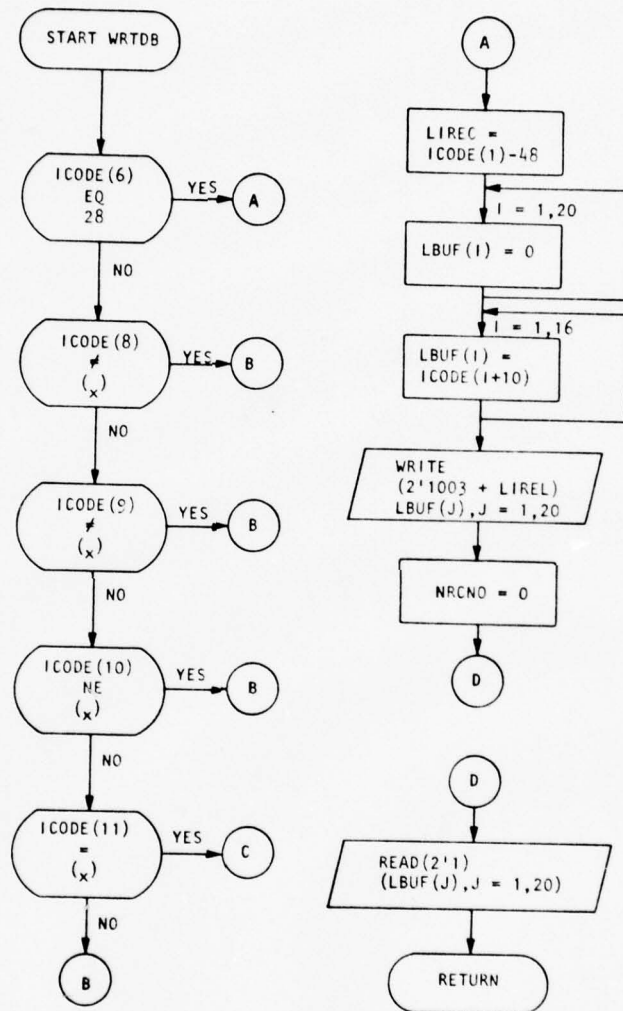 START WRTDB
ICODE(6)
EQ
28
YES
A
NO
ICODE(8)
≠
(x)
YES
B
NO
ICODE(9)
≠
(x)
YES
B
NO
ICODE(10)
NE
(x)
YES
B
NO
ICODE(11)
=
(x)
YES
C
NO
B
A
LIREC =
ICODE(1)-48
I = 1,20
LBUF(I) = 0
I = 1,16
LBUF(I) =
ICODE(I+10)
WRITE
(2'1003 + LIREL)
LBUF(J),J = 1,20
NRCNO = 0
D
D
READ(2'1)
(LBUF(J),J = 1,20)
RETURN